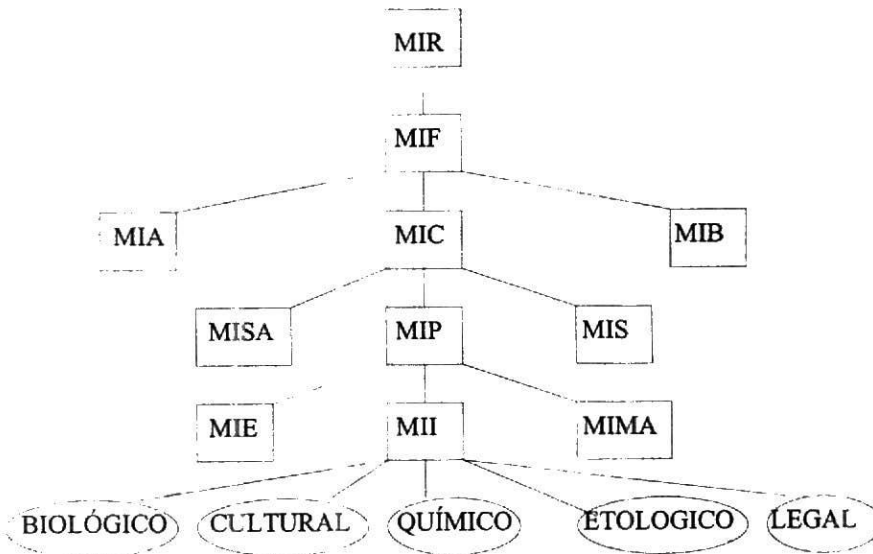 MIR
MIF
MIA MIC MIB
MISA MIP MIS
MIE MII MIMA
BIOLÓGICO CULTURAL QUÍMICO ETOLOGICO LEGAL